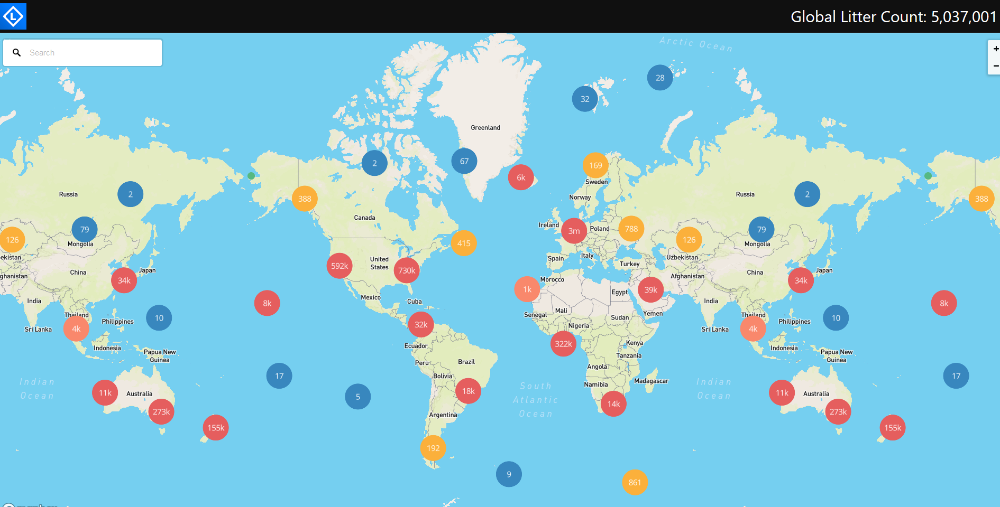 L
Global Litter Count: 5,037,001
Search
+
−
Arctic Ocean
28
32
Greenland
2
67
6k
169
Sweden
Russia
2
388
Norway
Russia
2
388
Canada
79
Mongolia
126
ekistan
Ireland
3m
Poland
788
126
79
Mongolia
415
Uzbekistan
Spain
Italy
Turkey
592k
United
States
730k
China
Japan
34k
ghanistan
Morocco
Afghanistan
China
Japan
34k
1k
Egypt
39k
India
8k
Mexico
Cuba
India
8k
Thailand
10
Philippines
Sri Lanka
4k
32k
Senegal
Mali
Sudan
Yemen
Nigeria
Thailand
10
Philippines
Sri Lanka
4k
Indonesia
Papua New
Guinea
Ecuador
322k
Kenya
Tanzania
Indonesia
Papua New
Guinea
Peru
Brazil
Angola
Indian
Ocean
17
Bolivia
Namibia
Madagascar
Indian
Ocean
17
11k
Australia
5
18k
South
Atlantic
Ocean
14k
11k
Australia
273k
Argentina
273k
155k
155k
192
9
861